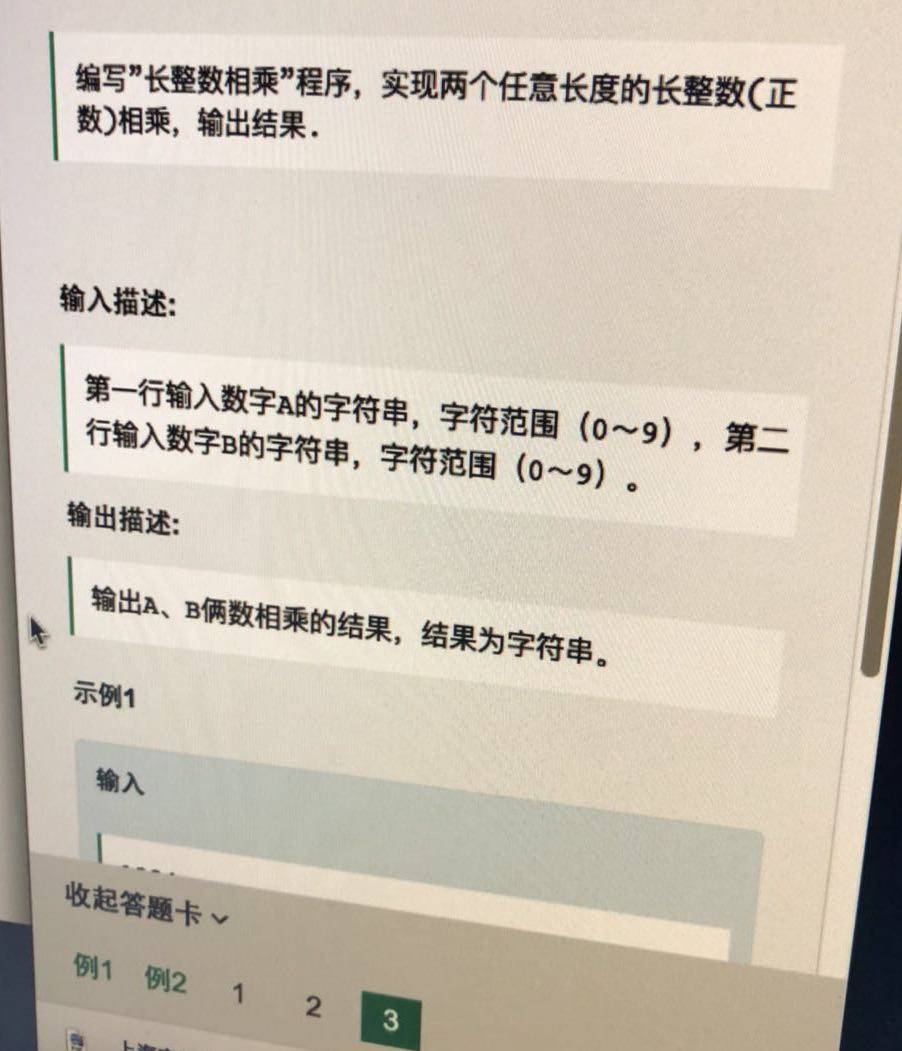 编写”长整数相乘”程序，实现两个任意长度的长整数(正
数)相乘，输出结果.
输入描述:
第一行输入数字A的字符串，字符范围（0～9），第二
行输入数字B的字符串，字符范围（0～9）。
输出描述:
输出A、B俩数相乘的结果，结果为字符串。
示例1
输入
收起答题卡
例1 例2 1 2 3